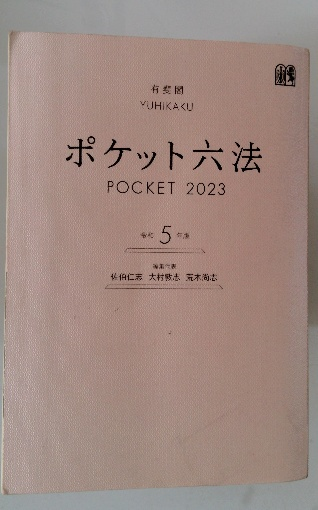 有斐閣
YUHIKAKU
ポケット六法
POCKET 2023
令和 5 年版
編集代表
佐伯仁志 大村敦志 荒木尚志